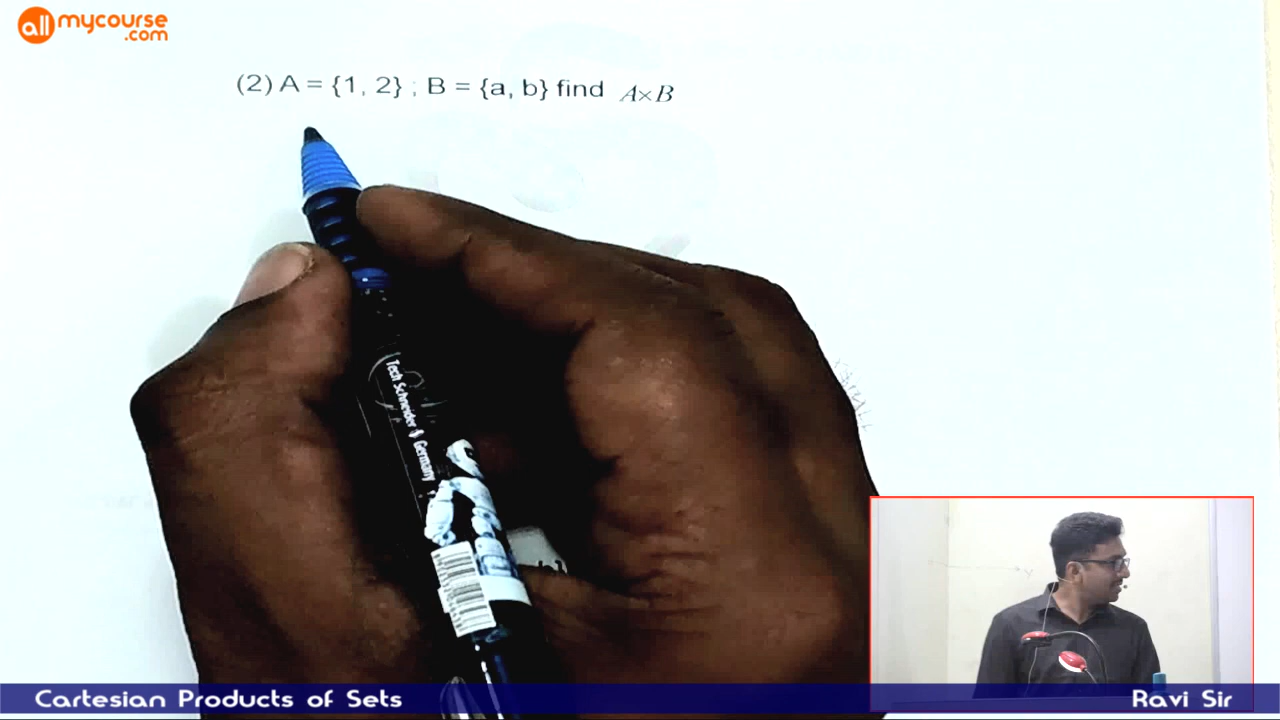 all mycourse
.com
(2) A = {1, 2} ; B = {a, b} find A×B
Tech Schneider Germany
Cartesian Products of Sets
Ravi Sir